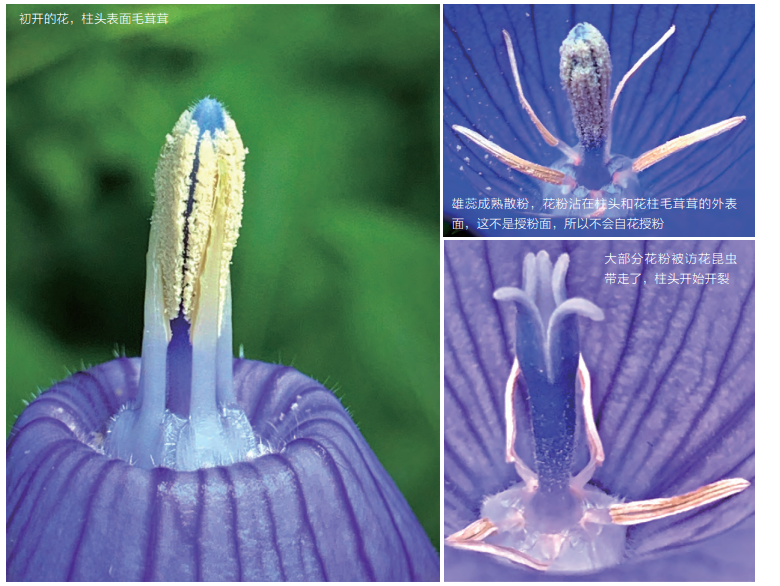 初开的花，柱头表面毛茸茸
雄蕊成熟散粉，花粉沾在柱头和花柱毛茸茸的外表
面，这不是授粉面，所以不会自花授粉
大部分花粉被访花昆虫
带走了，柱头开始开裂